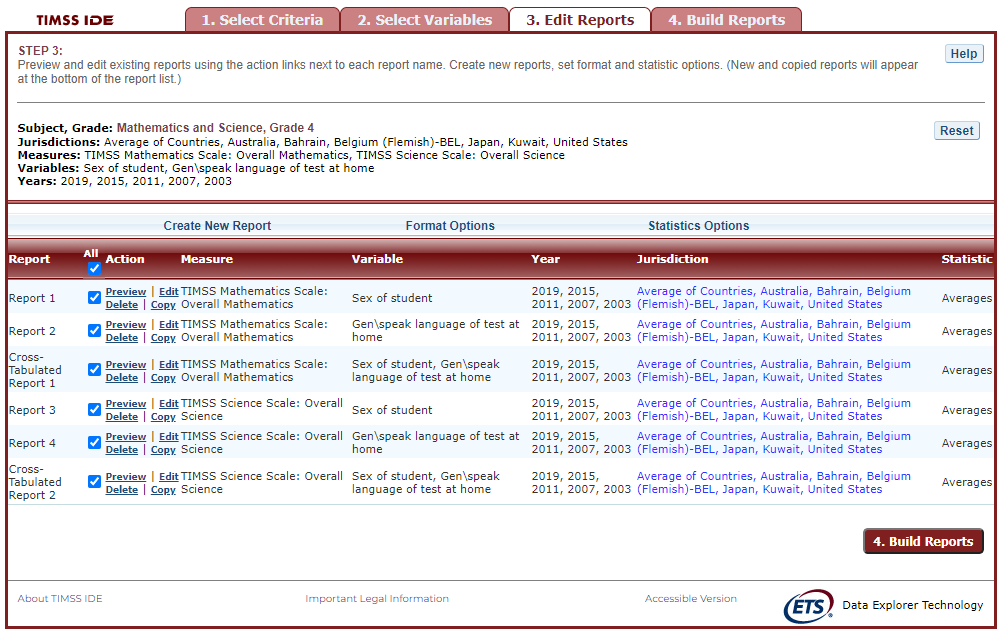 TIMSS IDE
1. Select Criteria
2. Select Variables
3. Edit Reports
4. Build Reports
STEP 3:
Preview and edit existing reports using the action links next to each report name. Create new reports, set format and statistic options. (New and copied reports will appear
at the bottom of the report list.)
Help
Subject, Grade: Mathematics and Science, Grade 4
Jurisdictions: Average of Countries, Australia, Bahrain, Belgium (Flemish)-BEL, Japan, Kuwait, United States
Measures: TIMSS Mathematics Scale: Overall Mathematics, TIMSS Science Scale: Overall Science
Variables: Sex of student, Gen\speak language of test at home
Years: 2019, 2015, 2011, 2007, 2003
Reset
Create New Report Format Options Statistics Options
Report All Action Measure Variable Year Jurisdiction Statistic
Report 1 Preview | Edit TIMSS Mathematics Scale: Sex of student 2019, 2015, Average of Countries, Australia, Bahrain, Belgium Averages
Delete | Copy Overall Mathematics 2011, 2007, 2003 (Flemish)-BEL, Japan, Kuwait, United States
Report 2 Preview | Edit TIMSS Mathematics Scale: Gen\speak language of test at 2019, 2015, Average of Countries, Australia, Bahrain, Belgium Averages
Delete | Copy Overall Mathematics home 2011, 2007, 2003 (Flemish)-BEL, Japan, Kuwait, United States
Cross-
Tabulated Preview | Edit TIMSS Mathematics Scale: Sex of student, Gen\speak 2019, 2015, Average of Countries, Australia, Bahrain, Belgium Averages
Report 1 Delete | Copy Overall Mathematics language of test at home 2011, 2007, 2003 (Flemish)-BEL, Japan, Kuwait, United States
Report 3 Preview | Edit TIMSS Science Scale: Overall Sex of student 2019, 2015, Average of Countries, Australia, Bahrain, Belgium Averages
Delete | Copy Science 2011, 2007, 2003 (Flemish)-BEL, Japan, Kuwait, United States
Report 4 Preview | Edit TIMSS Science Scale: Overall Gen\speak language of test at 2019, 2015, Average of Countries, Australia, Bahrain, Belgium Averages
Delete | Copy Science home 2011, 2007, 2003 (Flemish)-BEL, Japan, Kuwait, United States
Cross-
Tabulated Preview | Edit TIMSS Science Scale: Overall Sex of student, Gen\speak 2019, 2015, Average of Countries, Australia, Bahrain, Belgium Averages
Report 2 Delete | Copy Science language of test at home 2011, 2007, 2003 (Flemish)-BEL, Japan, Kuwait, United States
4. Build Reports
About TIMSS IDE Important Legal Information Accessible Version ETS® Data Explorer Technology